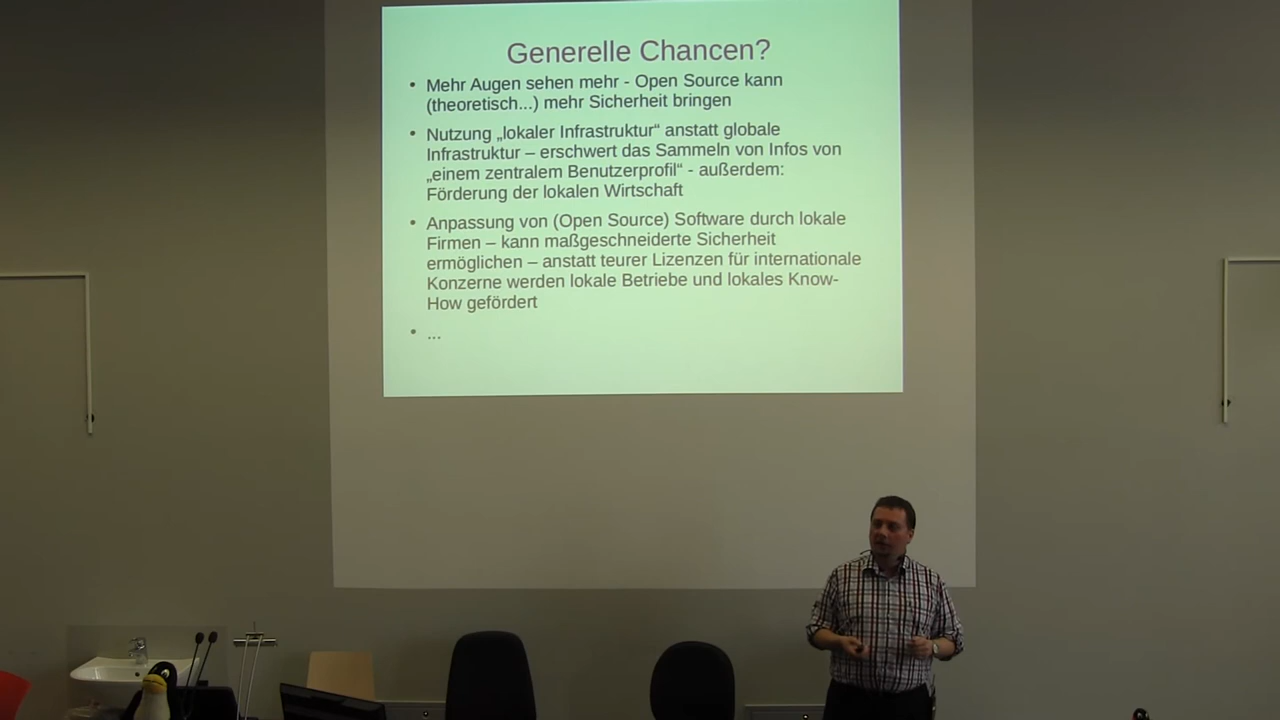 Generelle Chancen?
• Mehr Augen sehen mehr - Open Source kann
(theoretisch...) mehr Sicherheit bringen
• Nutzung „lokaler Infrastruktur“ anstatt globale
Infrastruktur – erschwert das Sammeln von Infos von
„einem zentralem Benutzerprofil“ - außerdem:
Förderung der lokalen Wirtschaft
• Anpassung von (Open Source) Software durch lokale
Firmen – kann maßgeschneiderte Sicherheit
ermöglichen – anstatt teurer Lizenzen für internationale
Konzerne werden lokale Betriebe und lokales Know-
How gefördert
• ...